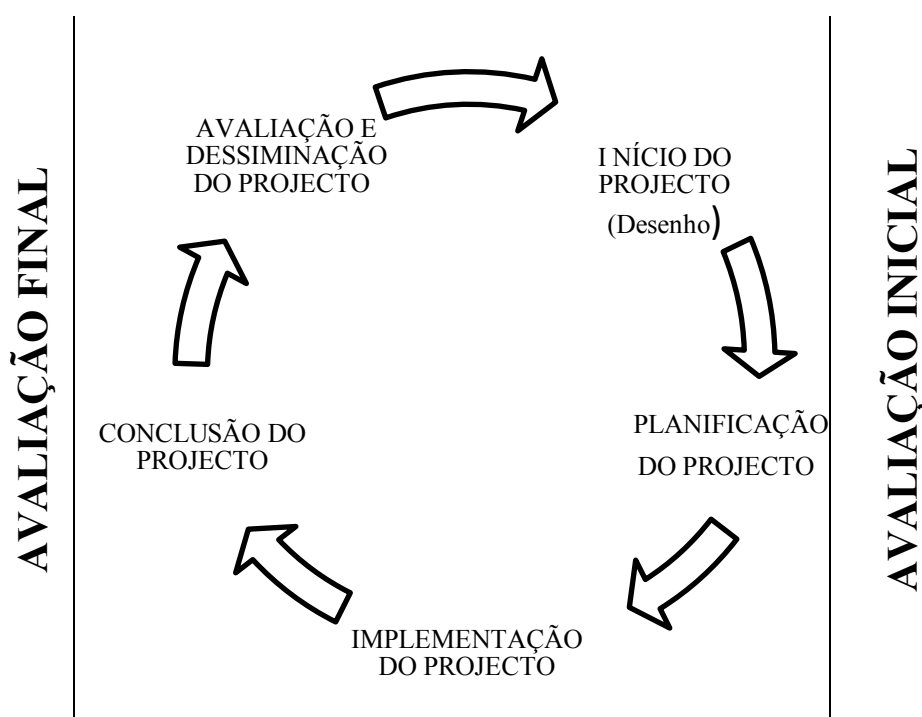 AVALIAÇÃO FINAL
AVALIAÇÃO E
DESSIMINAÇÃO
DO PROJECTO
I NÍCIO DO
PROJECTO
(Desenho)
PLANIFICAÇÃO
DO PROJECTO
IMPLEMENTAÇÃO
DO PROJECTO
CONCLUSÃO DO
PROJECTO
AVALIAÇÃO INICIAL